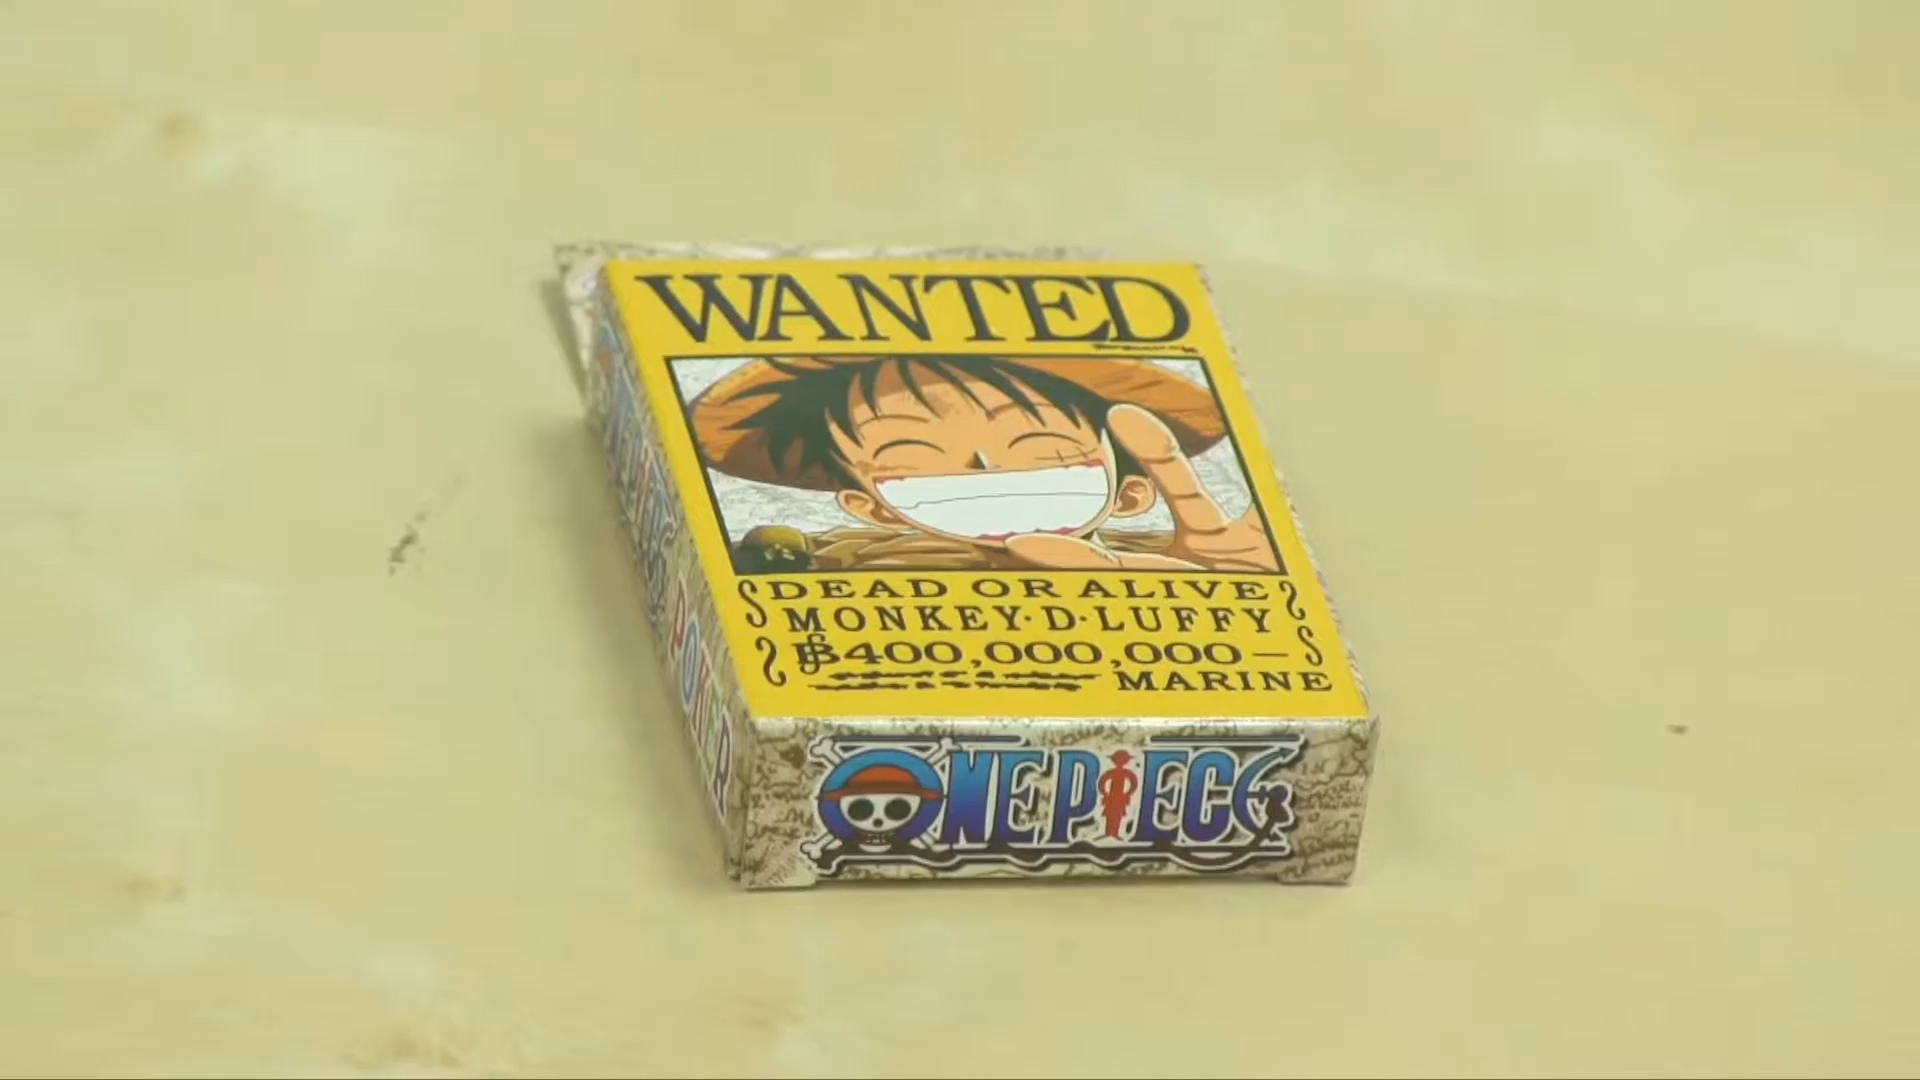 WANTED
DEAD OR ALIVE
MONKEY·D·LUFFY
฿400,000,000—
MARINE
ONE PIECE
POKER